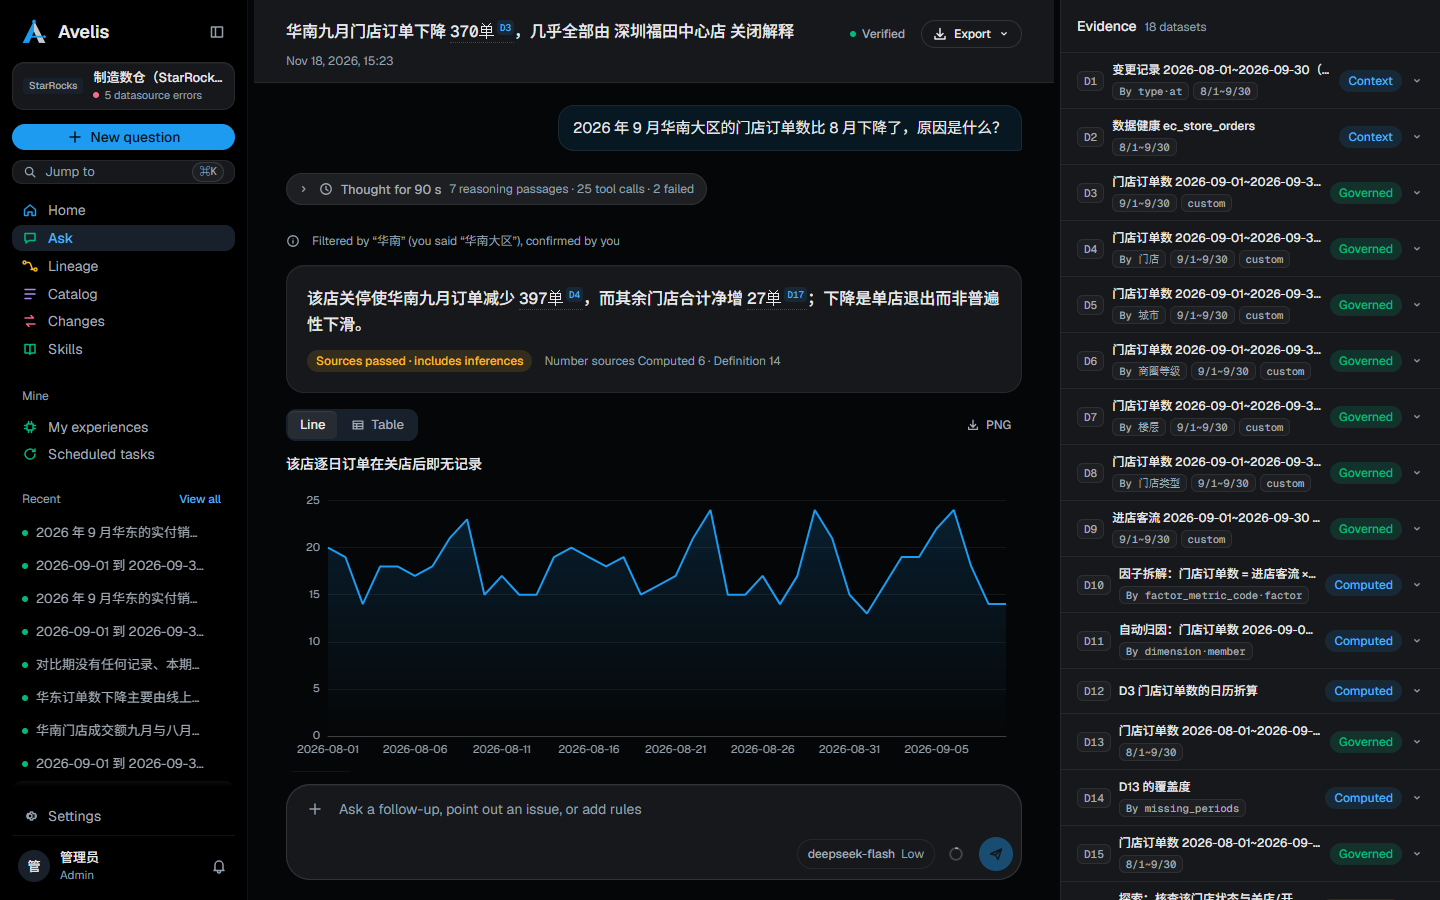 Avelis
StarRocks
制造数仓（StarRock...
5 datasource errors
New question
Jump to
⌘K
Home
Ask
Lineage
Catalog
Changes
Skills
Mine
My experiences
Scheduled tasks
Recent
View all
2026 年 9 月华东的实付销...
2026-09-01 到 2026-09-3...
2026 年 9 月华东的实付销...
2026-09-01 到 2026-09-3...
对比期没有任何记录、本期...
华东订单数下降主要由线上...
华南门店成交额九月与八月...
2026-09-01 到 2026-09-3...
Settings
管
管理员
Admin
华南九月门店订单下降 370单 D3，几乎全部由 深圳福田中心店 关闭解释
Nov 18, 2026, 15:23
Verified
Export
2026 年 9 月华南大区的门店订单数比 8 月下降了，原因是什么？
Thought for 90 s 7 reasoning passages · 25 tool calls · 2 failed
Filtered by “华南” (you said “华南大区”), confirmed by you
该店关停使华南九月订单减少 397单 D4，而其余门店合计净增 27单 D17；下降是单店退出而非普遍
性下滑。
Sources passed · includes inferences
Number sources Computed 6 · Definition 14
Line
Table
PNG
该店逐日订单在关店后即无记录
25
20
15
10
5
0
2026-08-01
2026-08-06
2026-08-11
2026-08-16
2026-08-21
2026-08-26
2026-08-31
2026-09-05
Ask a follow-up, point out an issue, or add rules
deepseek-flash Low
Evidence 18 datasets
D1
变更记录 2026-08-01~2026-09-30（...
By type·at
8/1~9/30
Context
D2
数据健康 ec_store_orders
8/1~9/30
Context
D3
门店订单数 2026-09-01~2026-09-3...
9/1~9/30
custom
Governed
D4
门店订单数 2026-09-01~2026-09-3...
By 门店
9/1~9/30
custom
Governed
D5
门店订单数 2026-09-01~2026-09-3...
By 城市
9/1~9/30
custom
Governed
D6
门店订单数 2026-09-01~2026-09-3...
By 商圈等级
9/1~9/30
custom
Governed
D7
门店订单数 2026-09-01~2026-09-3...
By 楼层
9/1~9/30
custom
Governed
D8
门店订单数 2026-09-01~2026-09-3...
By 门店类型
9/1~9/30
custom
Governed
D9
进店客流 2026-09-01~2026-09-30 ...
9/1~9/30
custom
Governed
D10
因子拆解：门店订单数 = 进店客流 ×...
By factor_metric_code·factor
Computed
D11
自动归因：门店订单数 2026-09-0...
By dimension·member
Computed
D12
D3 门店订单数的日历折算
Computed
D13
门店订单数 2026-08-01~2026-09-...
8/1~9/30
Governed
D14
D13 的覆盖度
By missing_periods
Computed
D15
门店订单数 2026-08-01~2026-09-...
8/1~9/30
Governed
探索：核查该门店状态与关店/开